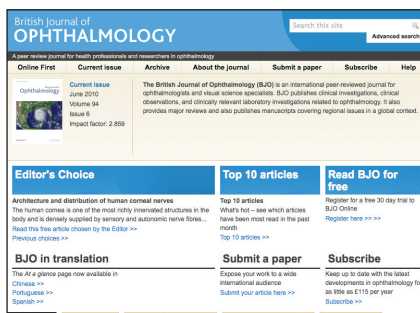 British Journal of
OPHTHALMOLOGY
Search this site
Advanced search
A peer review journal for health professionals and researchers in ophthalmology
Online First Current issue Archive About the journal Submit a paper Subscribe Help
Ophthalmology
Current issue
June 2010
Volume 94
Issue 6
Impact factor: 2.859
The British Journal of Ophthalmology (BJO) is an international peer-reviewed journal for
ophthalmologists and visual science specialists. BJO publishes clinical investigations, clinical
observations, and clinically relevant laboratory investigations related to ophthalmology. It also
provides major reviews and also publishes manuscripts covering regional issues in a global context.
Editor's Choice
Architecture and distribution of human corneal nerves
The human cornea is one of the most richly innervated structures in the
body and is densely supplied by sensory and autonomic nerve fibres...
Read this free article chosen by the Editor >>
Previous choices >>
Top 10 articles
Top 10 articles
What's hot – see which articles
have been most read in the past
month
Top 10 articles >>
Read BJO for
free
Register for a free 30 day trial to
BJO Online
Register here >> >>
BJO in translation
The At a glance page now available in
Chinese >>
Portuguese >>
Spanish >>
Submit a paper
Expose your work to a wide
international audience
Submit your article here >>
Subscribe
Keep up to date with the latest
developments in ophthalmology fo
as little as £115 per year
Subscribe >>